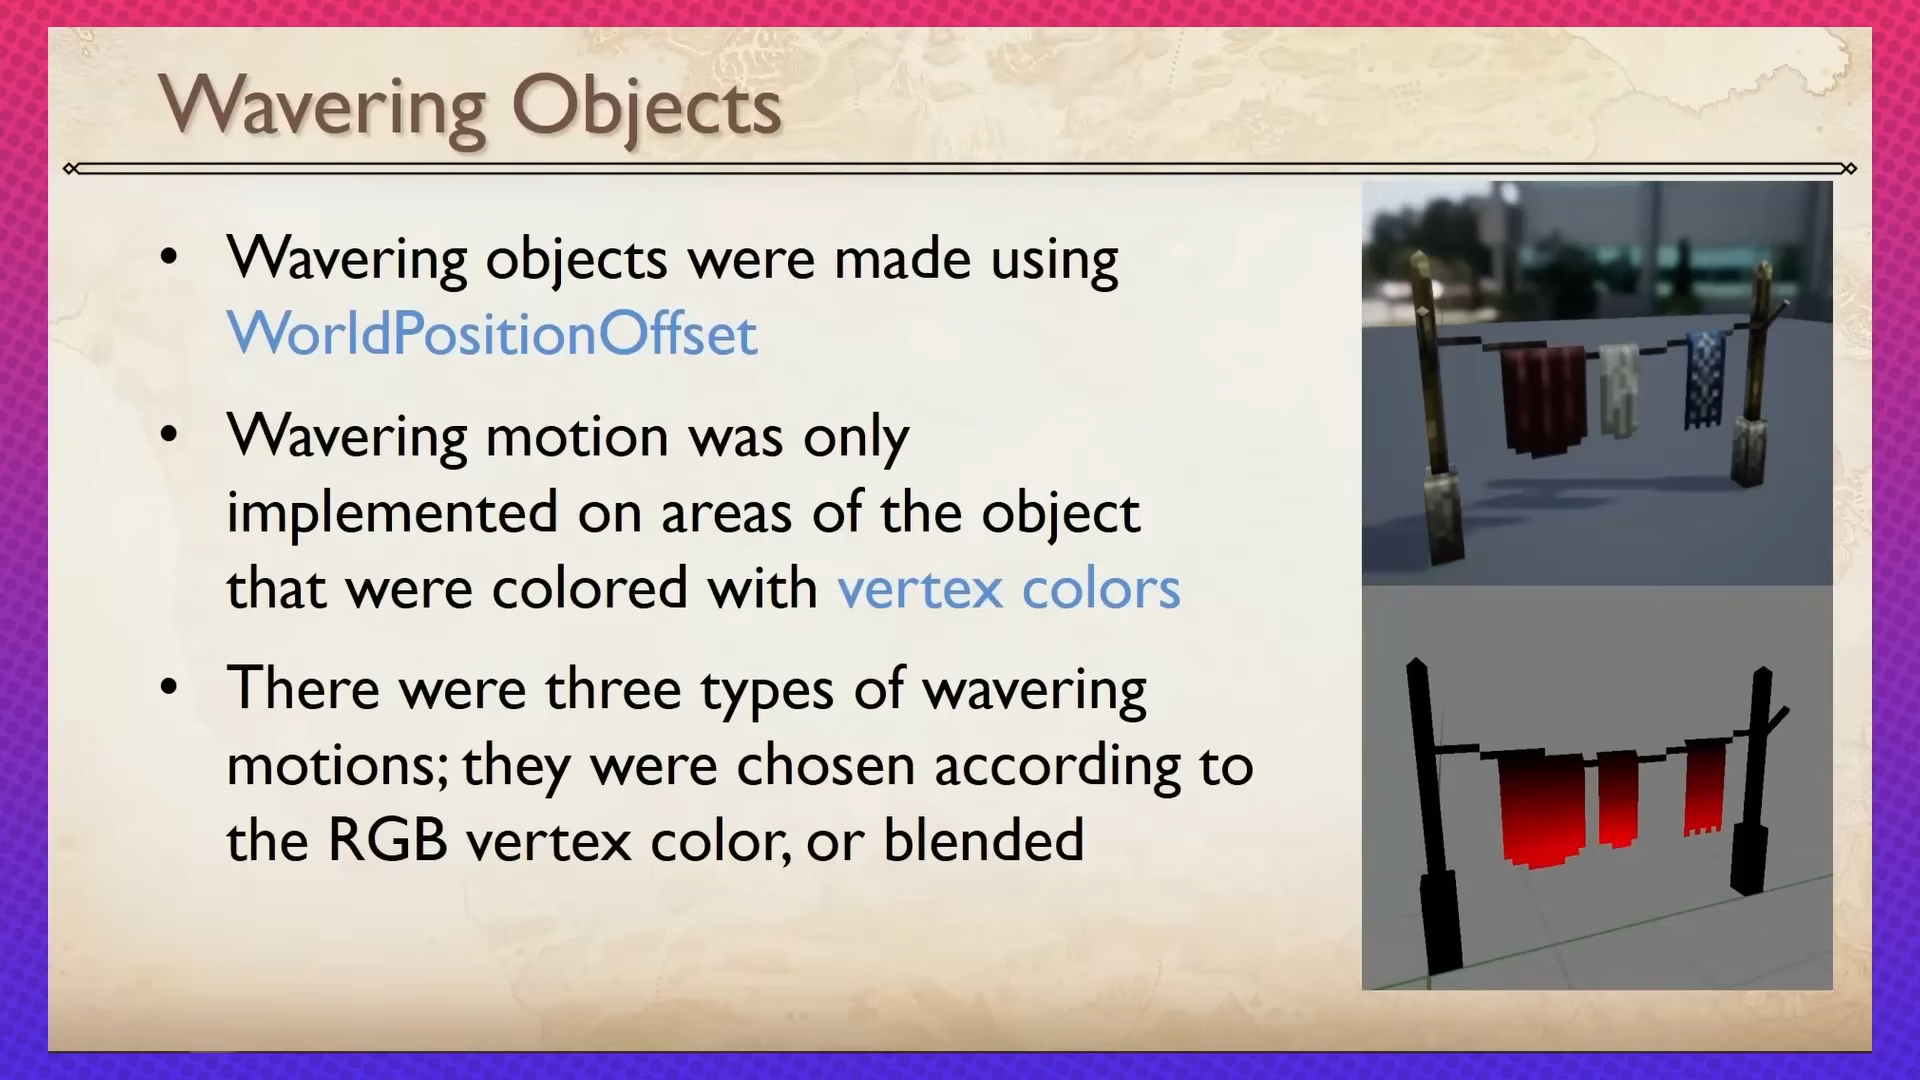 Wavering Objects
• Wavering objects were made using
WorldPositionOffset
• Wavering motion was only
implemented on areas of the object
that were colored with vertex colors
• There were three types of wavering
motions; they were chosen according to
the RGB vertex color, or blended